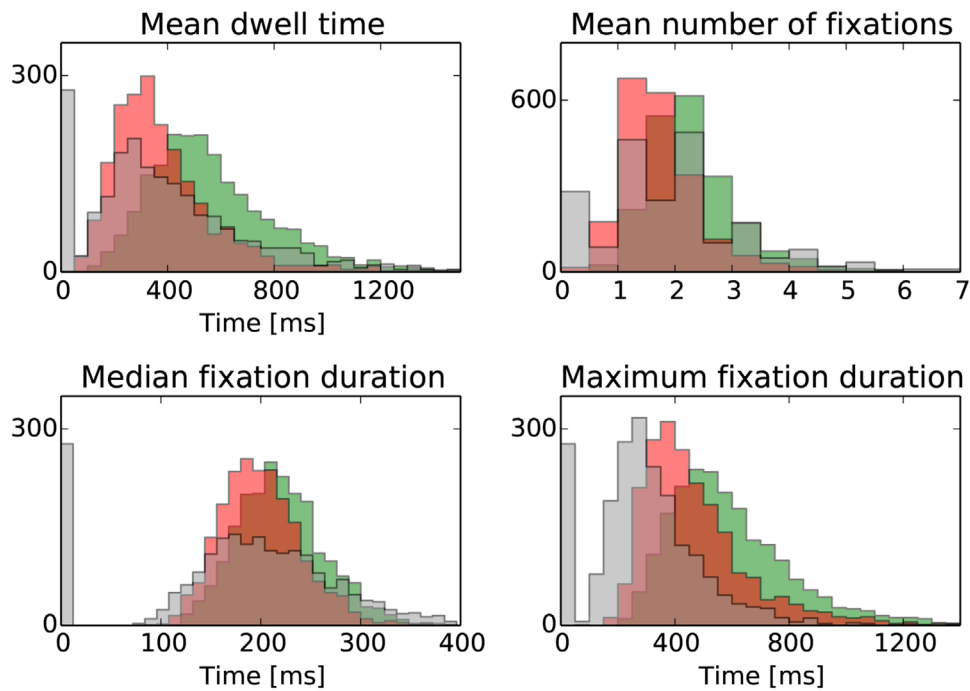 Mean dwell time
300
0
0 400 800 1200
Time [ms]
Mean number of fixations
600
0
0 1 2 3 4 5 6 7
Median fixation duration
300
0
100 200 300 400
Time [ms]
Maximum fixation duration
300
0
0 400 800 1200
Time [ms]